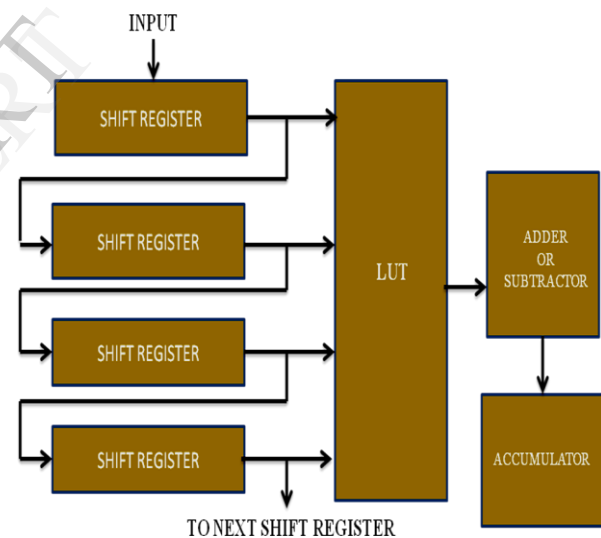 INPUT
SHIFT REGISTER
SHIFT REGISTER
SHIFT REGISTER
SHIFT REGISTER
LUT
ADDER
OR
SUBTRACTOR
ACCUMULATOR
TO NEXT SHIFT REGISTER